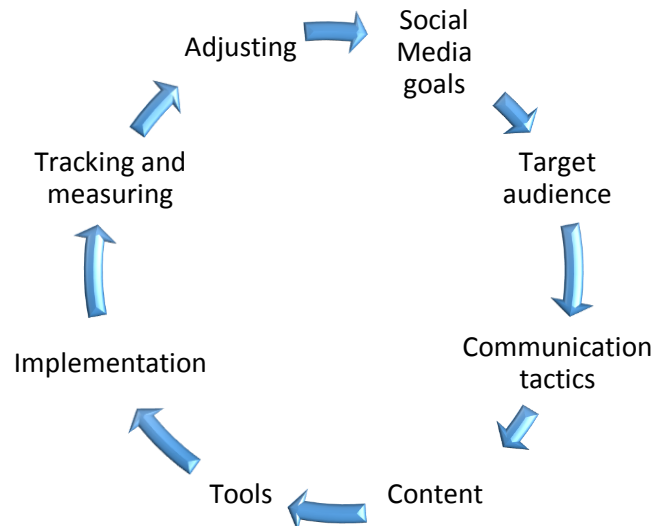 Adjusting
Social
Media
goals
Target
audience
Communication
tactics
Content
Tools
Implementation
Tracking and
measuring